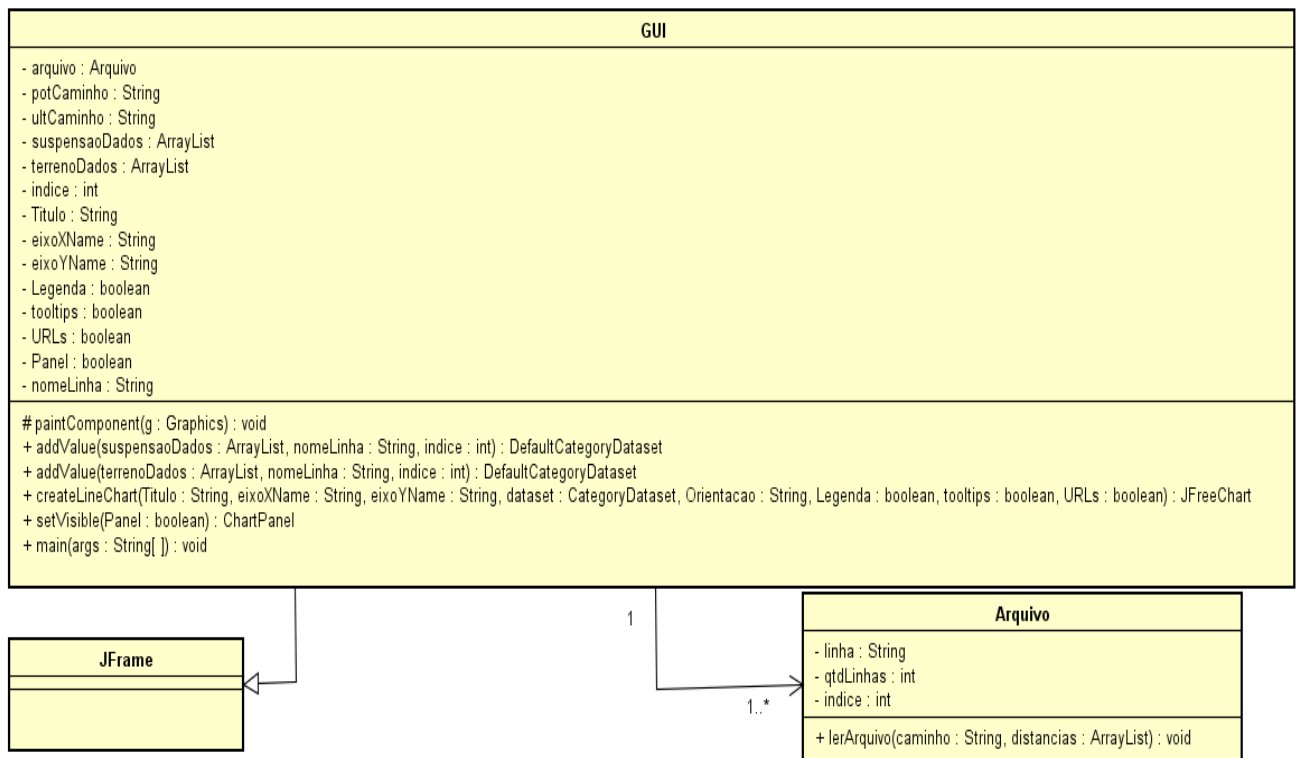 GUI
- arquivo : Arquivo
- potCaminho : String
- ultCaminho : String
- suspensaoDados : ArrayList
- terrenoDados : ArrayList
- indice : int
- Titulo : String
- eixoXName : String
- eixoYName : String
- Legenda : boolean
- tooltips : boolean
- URLs : boolean
- Panel : boolean
- nomeLinha : String
# paintComponent(g : Graphics) : void
+ addValue(suspensaoDados : ArrayList, nomeLinha : String, indice : int) : DefaultCategoryDataset
+ addValue(terrenoDados : ArrayList, nomeLinha : String, indice : int) : DefaultCategoryDataset
+ createLineChart(Titulo : String, eixoXName : String, eixoYName : String, dataset : CategoryDataset, Orientacao : String, Legenda : boolean, tooltips : boolean, URLs : boolean) : JFreeChart
+ setVisible(Panel : boolean) : ChartPanel
+ main(args : String[ ]) : void
1
1..*
JFrame
Arquivo
- linha : String
- qtdLinhas : int
- indice : int
+ lerArquivo(caminho : String, distancias : ArrayList) : void